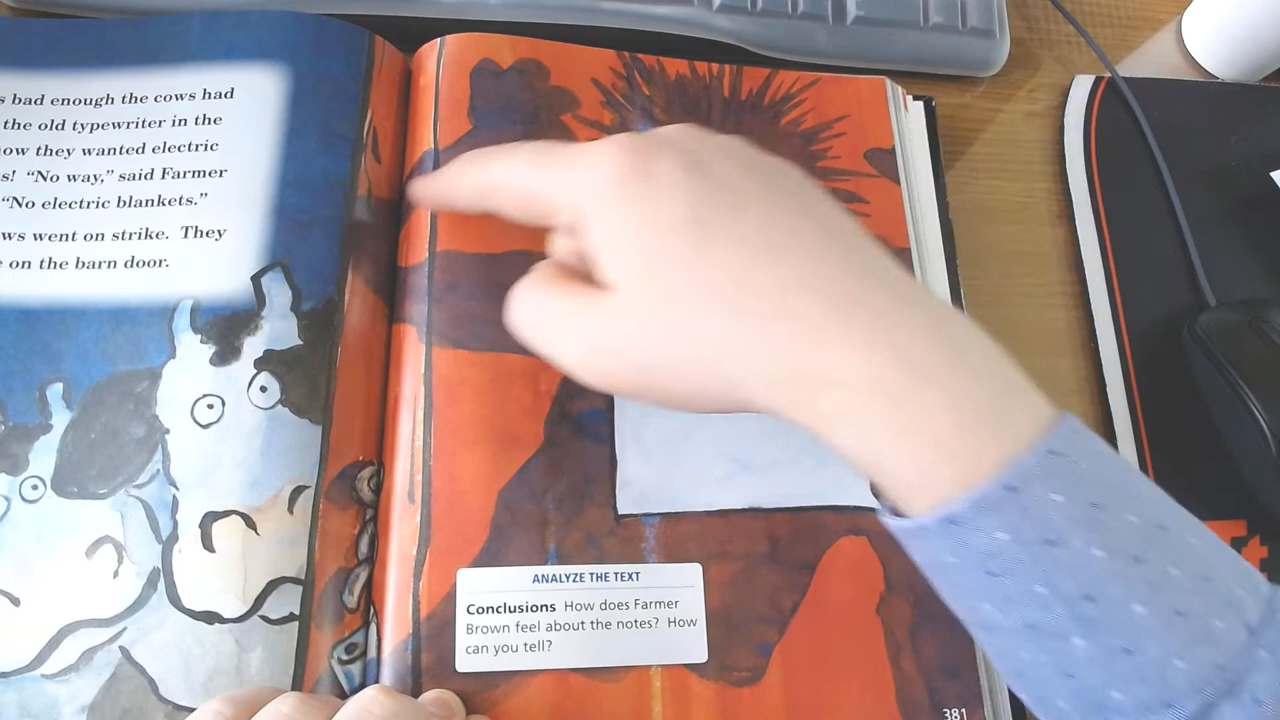 bad enough the cows had
the old typewriter in the
they wanted electric
"No way," said Farmer
"No electric blankets."
went on strike. They
on the barn door.
ANALYZE THE TEXT
Conclusions How does Farmer
Brown feel about the notes? How
can you tell?
381